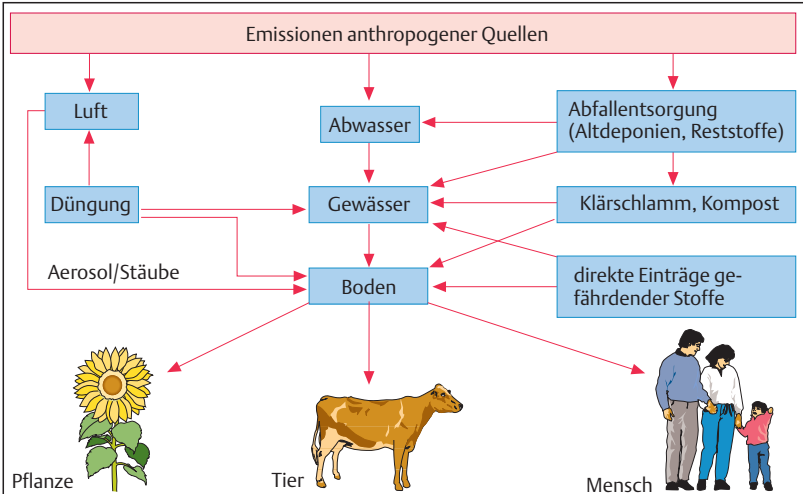 Emissionen anthropogener Quellen
Luft
Abwasser
Abfallentsorgung
(Altdeponien, Reststoffe)
Düngung
Gewässer
Klärschlamm, Kompost
Aerosol/Stäube
Boden
direkte Einträge ge-
fährdender Stoffe
Pflanze
Tier
Mensch